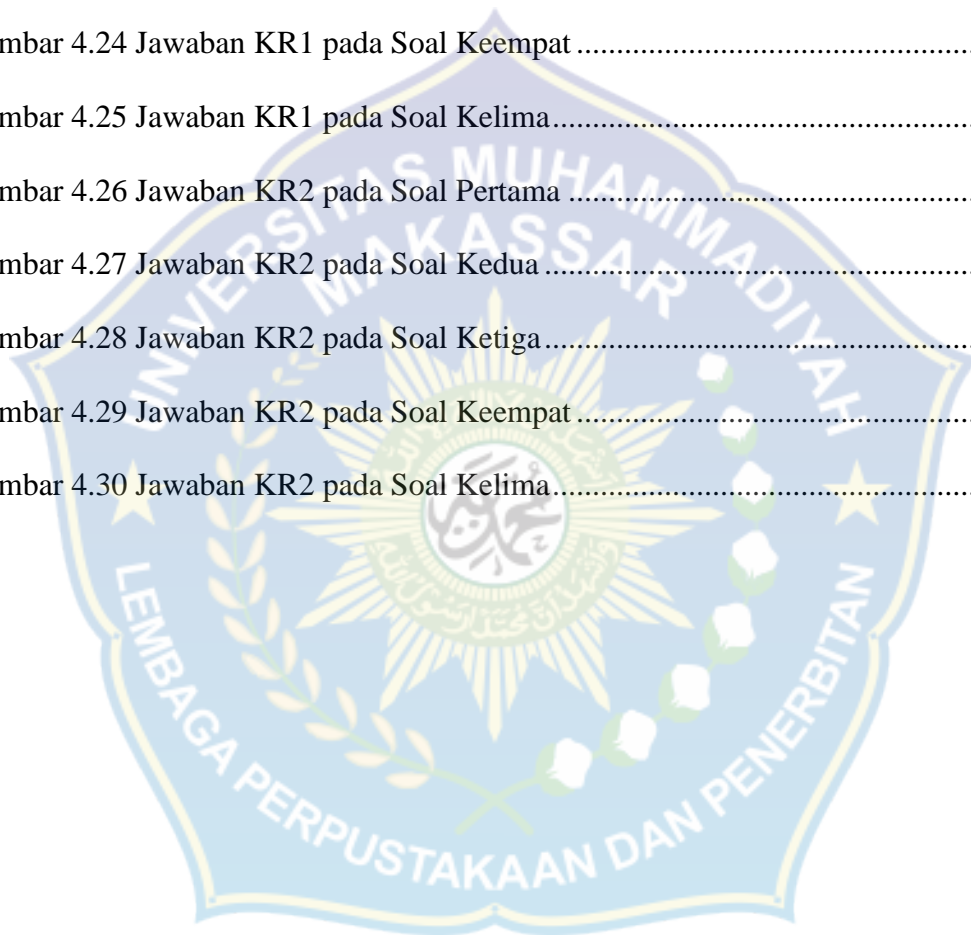 mbar 4.24 Jawaban KR1 pada Soal Keempat ................................................
mbar 4.25 Jawaban KR1 pada Soal Kelima ...................................................
mbar 4.26 Jawaban KR2 pada Soal Pertama .................................................
mbar 4.27 Jawaban KR2 pada Soal Kedua ....................................................
mbar 4.28 Jawaban KR2 pada Soal Ketiga ....................................................
mbar 4.29 Jawaban KR2 pada Soal Keempat ................................................
mbar 4.30 Jawaban KR2 pada Soal Kelima ...................................................
UNIVERSITAS MUHAMMADIYAH
MAKASSAR
محمد
LEMBAGA PERPUSTAKAAN DAN PENERBITAN